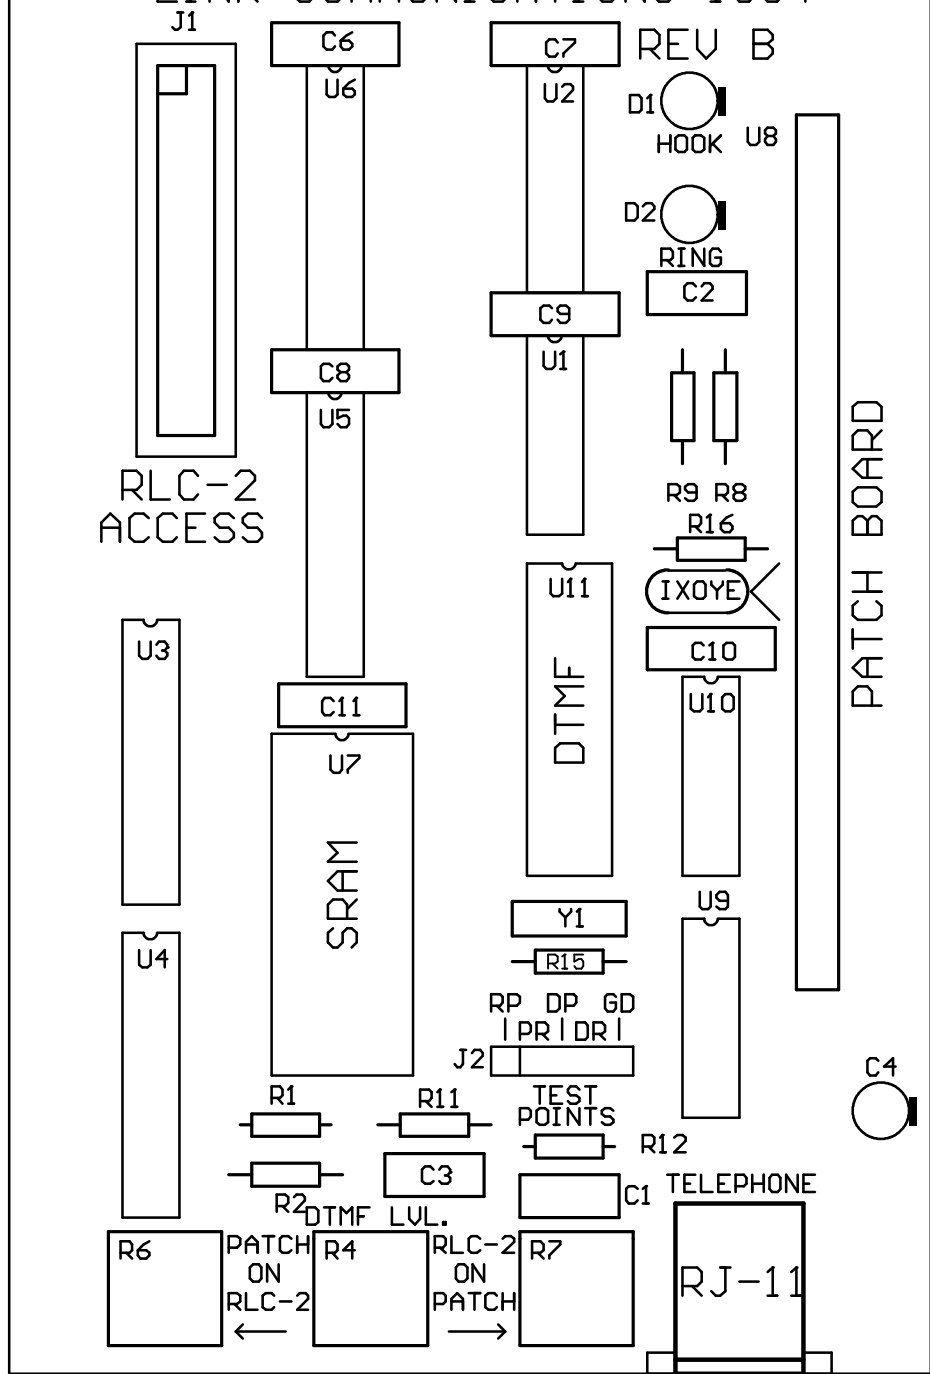 LINK COMMUNICATIONS 1994
J1
C6
C7
REV B
U6
U2
D1
HOOK
U8
D2
RING
C2
C9
U1
C8
U5
RLC-2
ACCESS
R9 R8
R16
IXOYE
PATCH BOARD
U11
DTMF
U3
C10
U10
C11
U7
SRAM
U9
Y1
U4
R15
RP DP GD
PR DR
J2
C4
TEST
POINTS
R1
R11
R12
C3
TELEPHONE
C1
R2
DTMF LVL.
R6
PATCH
ON
RLC-2
R4
RLC-2
ON
PATCH
R7
RJ-11